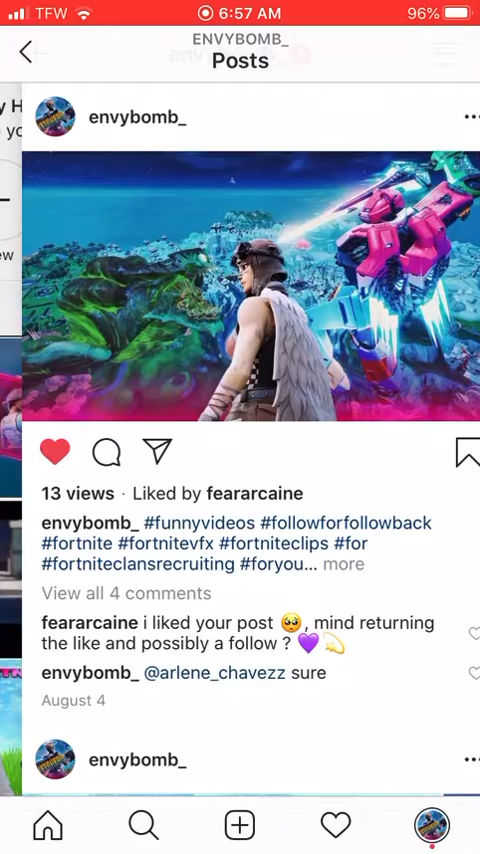 TFW 6:57 AM 96%
ENVYBOMB_
Posts
y H
yo
ew
envybomb_
13 views · Liked by feararcaine
envybomb_ #funnyvideos #followforfollowback
#fortnite #fortnitevfx #fortniteclips #for
#fortniteclansrecruiting #foryou... more
View all 4 comments
feararcaine i liked your post 🥺, mind returning
the like and possibly a follow ? 💜💫
envybomb_ @arlene_chavezz sure
August 4
envybomb_